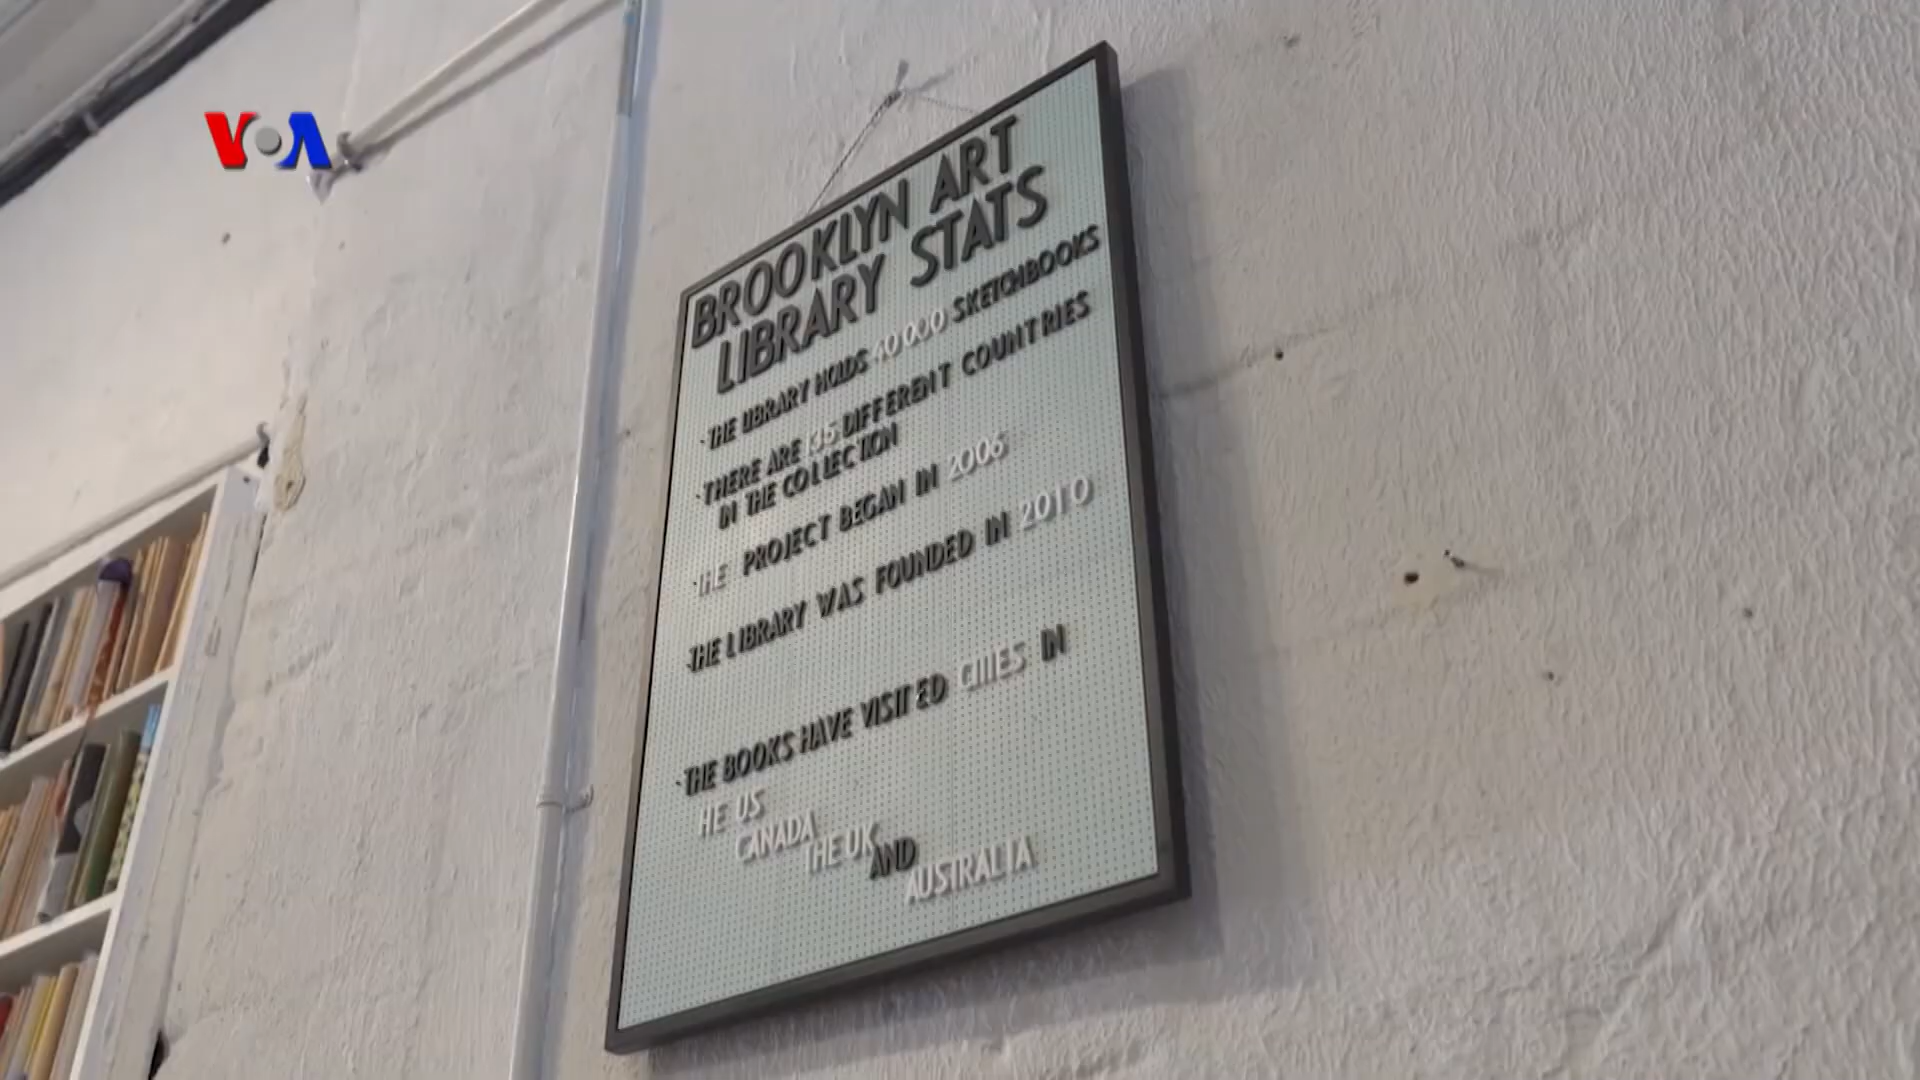 VOA
BROOKLYN ART
LIBRARY STATS
-THE LIBRARY HOLDS 40 000 SKETCHBOOKS
-THERE ARE 135 DIFFERENT COUNTRIES
IN THE COLLECTION
-THE PROJECT BEGAN IN 2006
-THE LIBRARY WAS FOUNDED IN 2010
-THE BOOKS HAVE VISITED CITIES IN
HE US
CANADA
THE UK
AND
AUSTRALIA